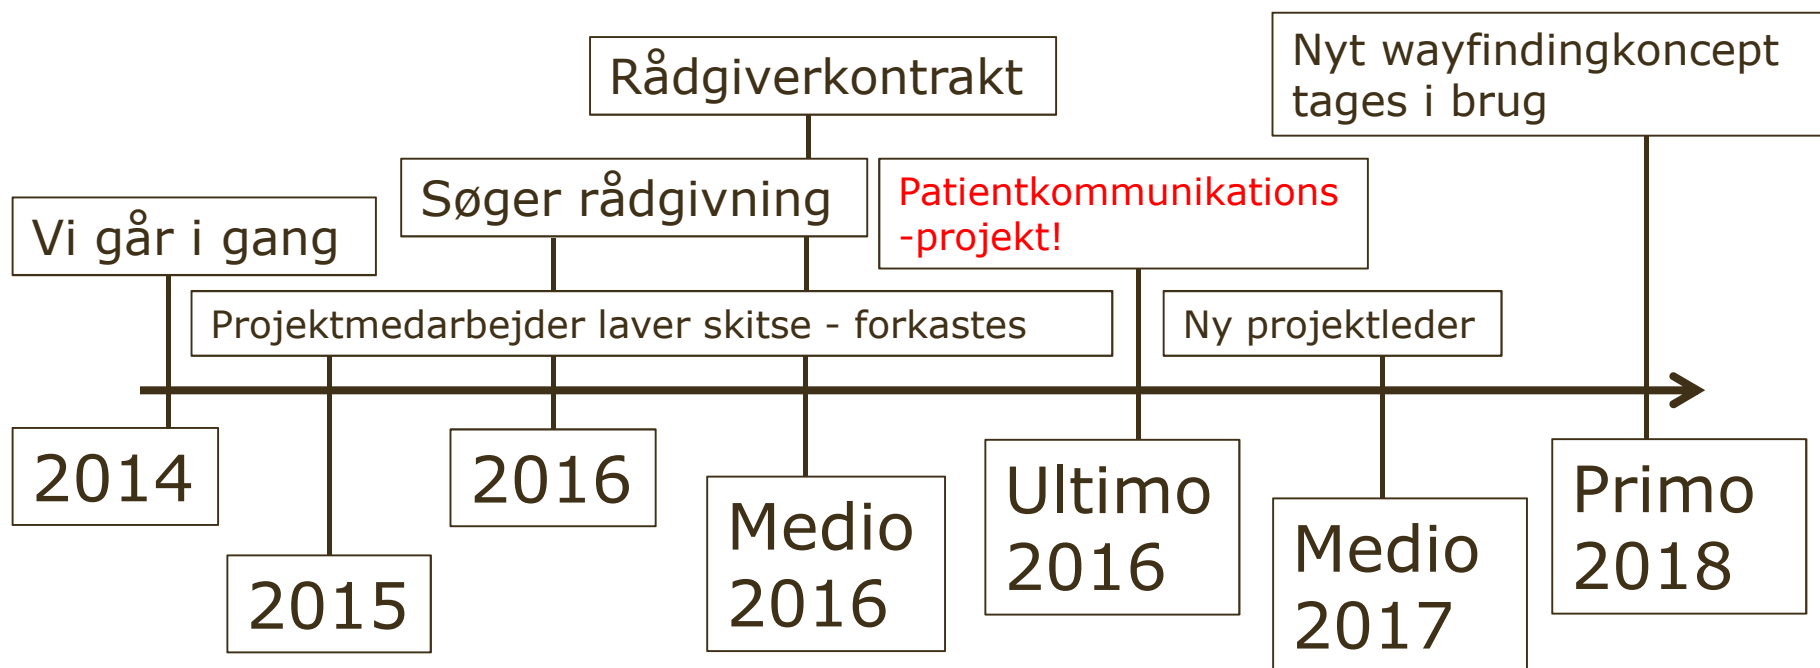 Nyt wayfindingkoncept
tages i brug
Rådgiverkontrakt
Søger rådgivning
Patientkommunikations
-projekt!
Vi går i gang
Projektmedarbejder laver skitse - forkastes
Ny projektleder
2014
2015
2016
Medio
2016
Ultimo
2016
Medio
2017
Primo
2018